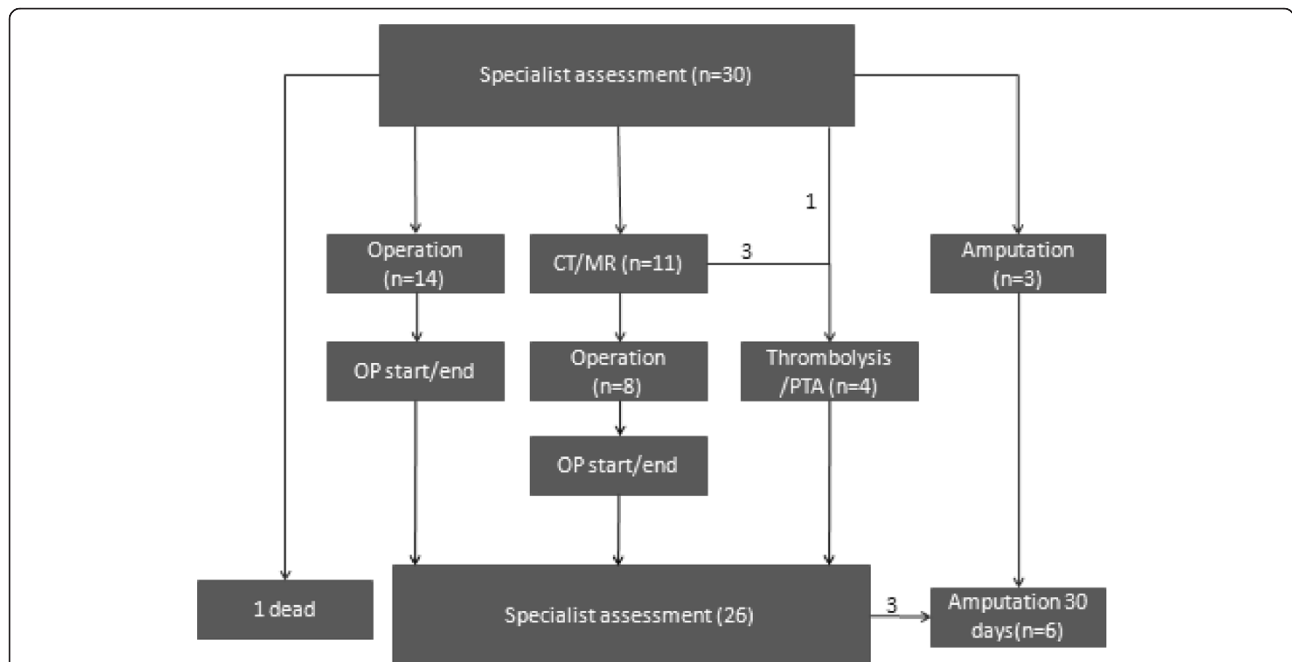 Specialist assessment (n=30)
1
Operation
(n=14)
CT/MR (n=11)
3
Amputation
(n=3)
OP start/end
Operation
(n=8)
Thrombolysis
/PTA (n=4)
OP start/end
1 dead
Specialist assessment (26)
3
Amputation 30
days(n=6)